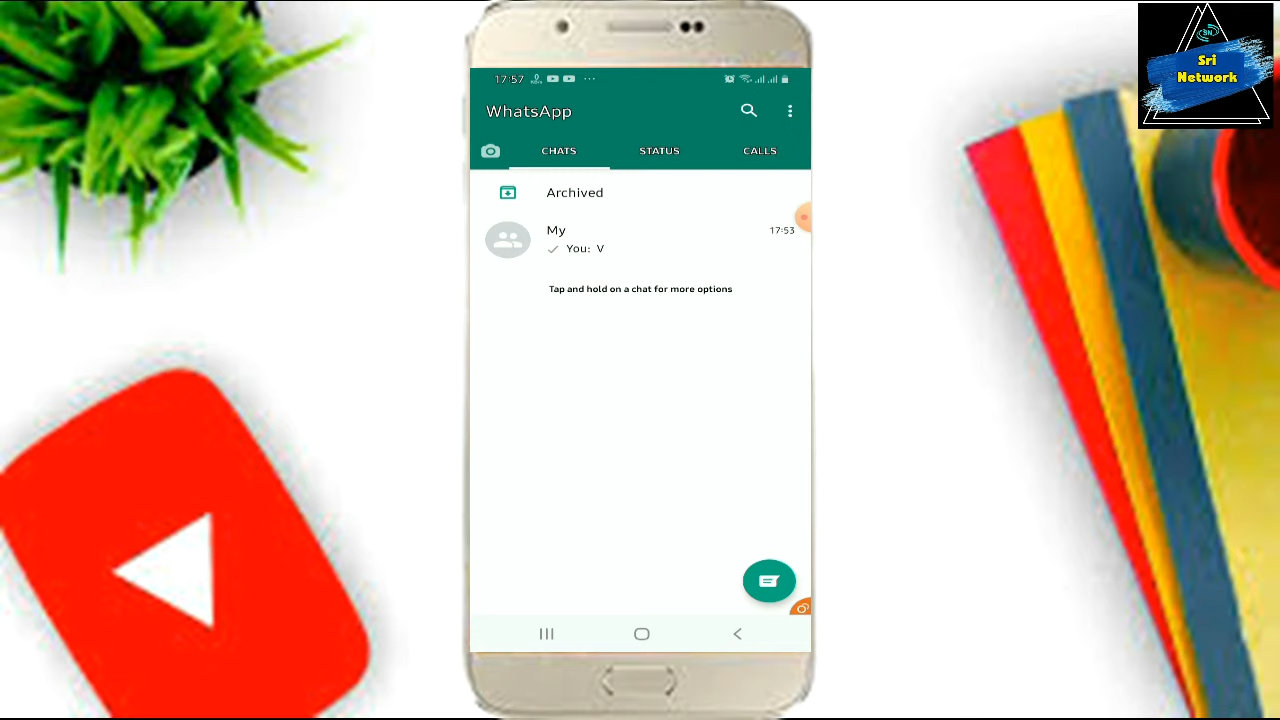 Sri
Network
17:57
WhatsApp
CHATS
STATUS
CALLS
Archived
My
17:53
You: V
Tap and hold on a chat for more options